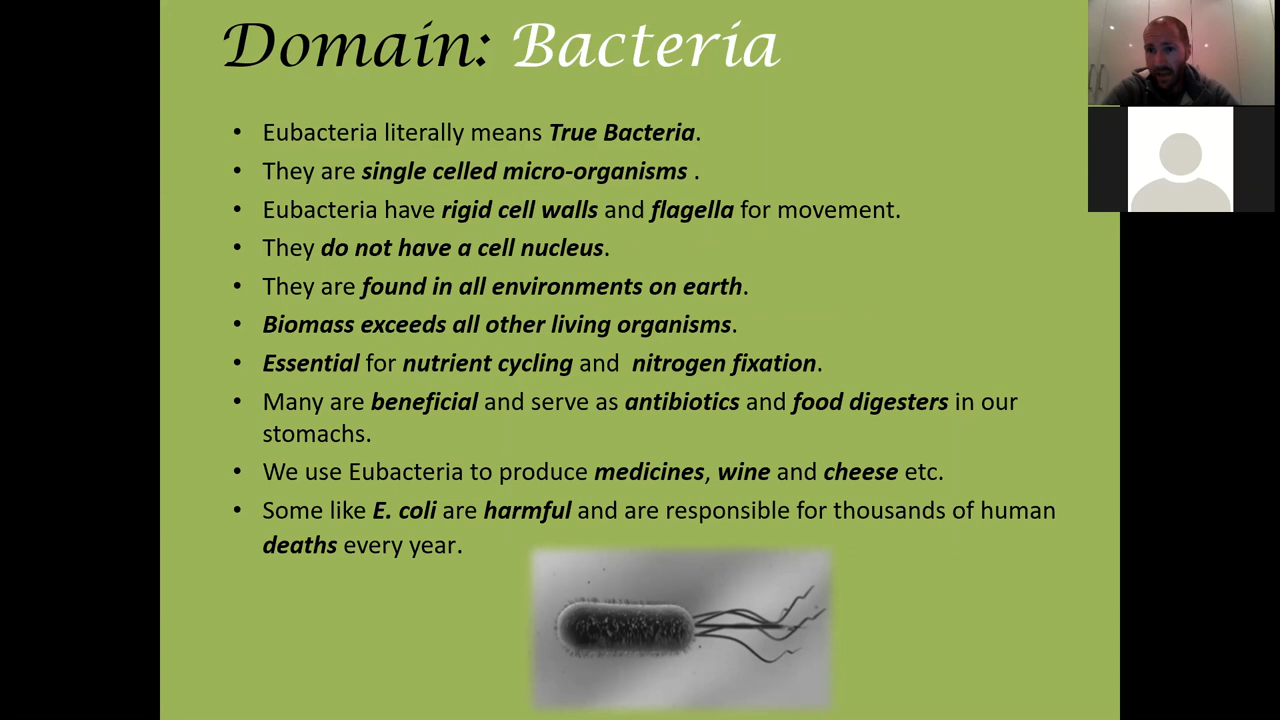 Domain: Bacteria
• Eubacteria literally means True Bacteria.
• They are single celled micro-organisms .
• Eubacteria have rigid cell walls and flagella for movement.
• They do not have a cell nucleus.
• They are found in all environments on earth.
• Biomass exceeds all other living organisms.
• Essential for nutrient cycling and nitrogen fixation.
• Many are beneficial and serve as antibiotics and food digesters in our
stomachs.
• We use Eubacteria to produce medicines, wine and cheese etc.
• Some like E. coli are harmful and are responsible for thousands of human
deaths every year.